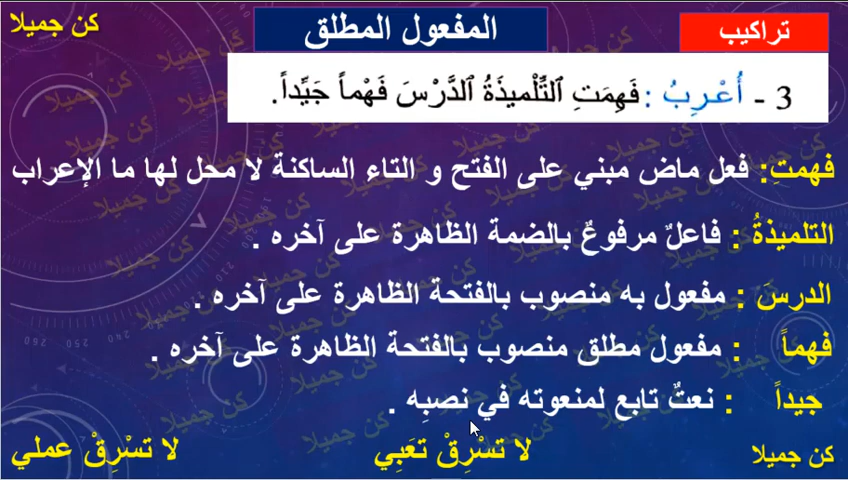 تراكيب
المفعول المطلق
كن جميلا
3 - أُعْرِبُ : فَهِمَتِ ٱلتِّلْميذَةُ ٱلدَّرْسَ فَهْماً جَيِّداً.
فهمتِ: فعل ماض مبني على الفتح و التاء الساكنة لا محل لها ما الإعراب
التلميذةُ : فاعلٌ مرفوعٌ بالضمة الظاهرة على آخره .
الدرسَ : مفعول به منصوب بالفتحة الظاهرة على آخره .
فهماً : مفعول مطلق منصوب بالفتحة الظاهرة على آخره .
جيداً : نعتٌ تابع لمنعوته في نصبِه .
كن جميلا
لا تسْرِقْ تعَبِي
لا تسْرِقْ عملي